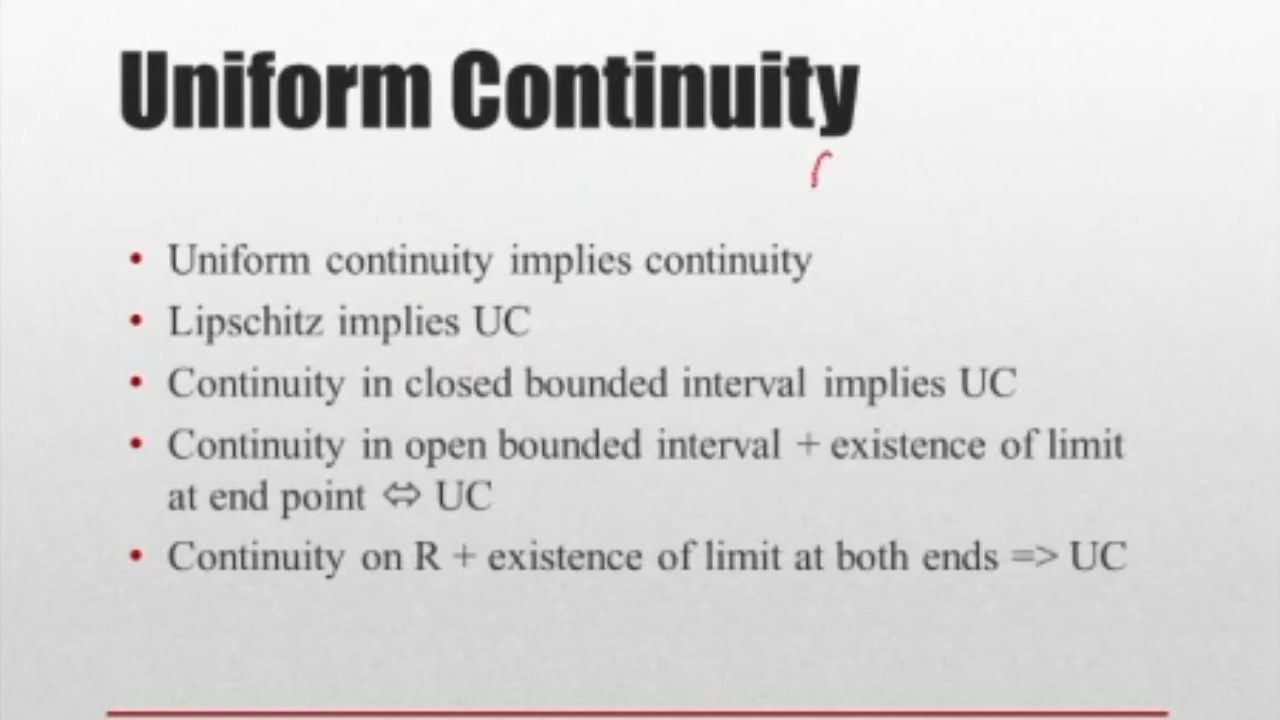 Uniform Continuity
• Uniform continuity implies continuity
• Lipschitz implies UC
• Continuity in closed bounded interval implies UC
• Continuity in open bounded interval + existence of limit
at end point ⇔ UC
• Continuity on R + existence of limit at both ends => UC